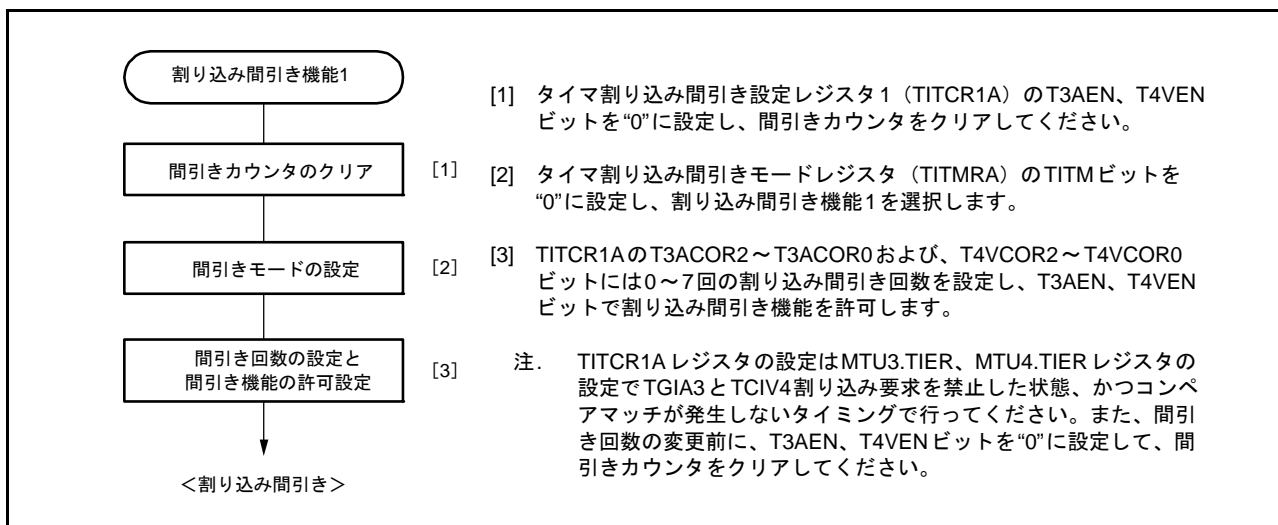 割り込み間引き機能1
間引きカウンタのクリア
[1]
間引きモードの設定
[2]
間引き回数の設定と
間引き機能の許可設定
[3]
＜割り込み間引き＞
[1] タイマ割り込み間引き設定レジスタ1（TITCR1A）のT3AEN、T4VEN
ビットを“0”に設定し、間引きカウンタをクリアしてください。
[2] タイマ割り込み間引きモードレジスタ（TITMRA）のTITMビットを
“0”に設定し、割り込み間引き機能1を選択します。
[3] TITCR1AのT3ACOR2～T3ACOR0および、T4VCOR2～T4VCOR0
ビットには0～7回の割り込み間引き回数を設定し、T3AEN、T4VEN
ビットで割り込み間引き機能を許可します。
注. TITCR1Aレジスタの設定はMTU3.TIER、MTU4.TIERレジスタの
設定でTGIA3とTCIV4割り込み要求を禁止した状態、かつコンペ
アマッチが発生しないタイミングで行ってください。また、間引
き回数の変更前に、T3AEN、T4VENビットを“0”に設定して、間
引きカウンタをクリアしてください。